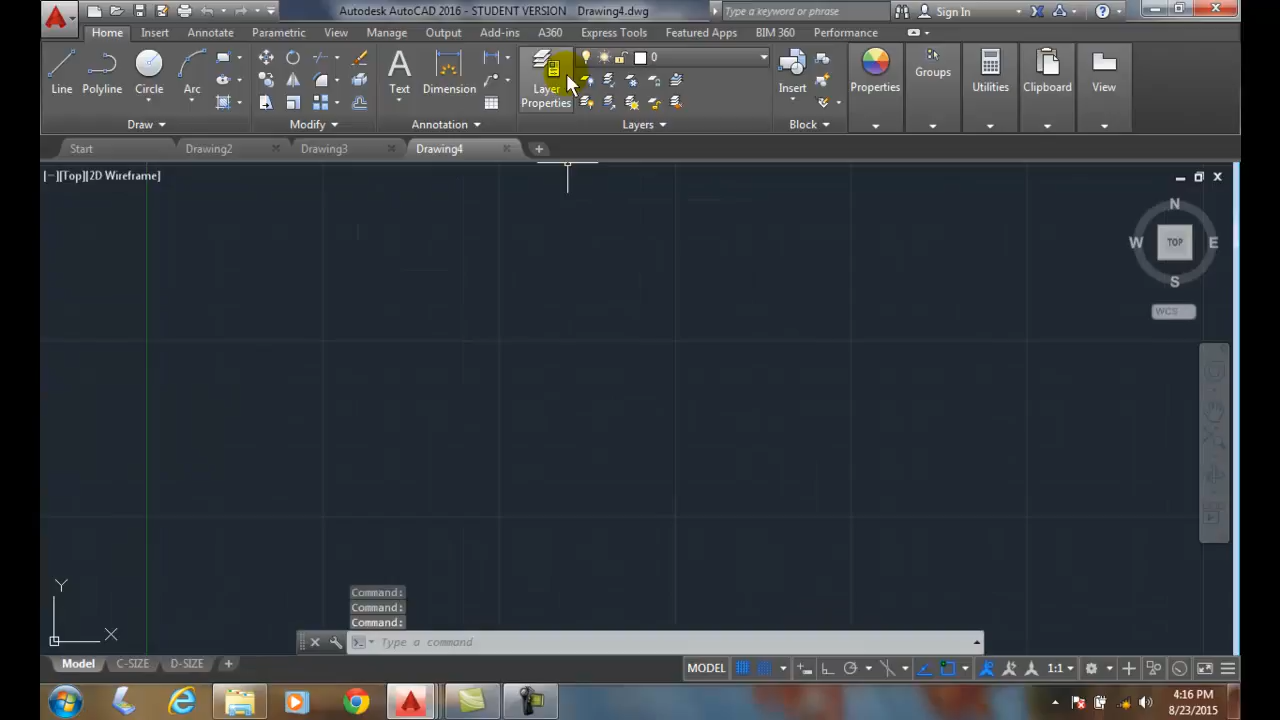 Autodesk AutoCAD 2016 - STUDENT VERSION Drawing4.dwg
Type a keyword or phrase
Sign In
Home Insert Annotate Parametric View Manage Output Add-ins A360 Express Tools Featured Apps BIM 360 Performance
0
Line Polyline Circle Arc Text Dimension Layer Properties Insert Properties Groups Utilities Clipboard View
Draw Modify Annotation Layers Block
Start Drawing2 Drawing3 Drawing4
[−][Top][2D Wireframe]
N
W TOP E
S
WCS
Y
X
Command:
Command:
Command:
Type a command
Model C-SIZE D-SIZE
MODEL 1:1
4:16 PM
8/23/2015